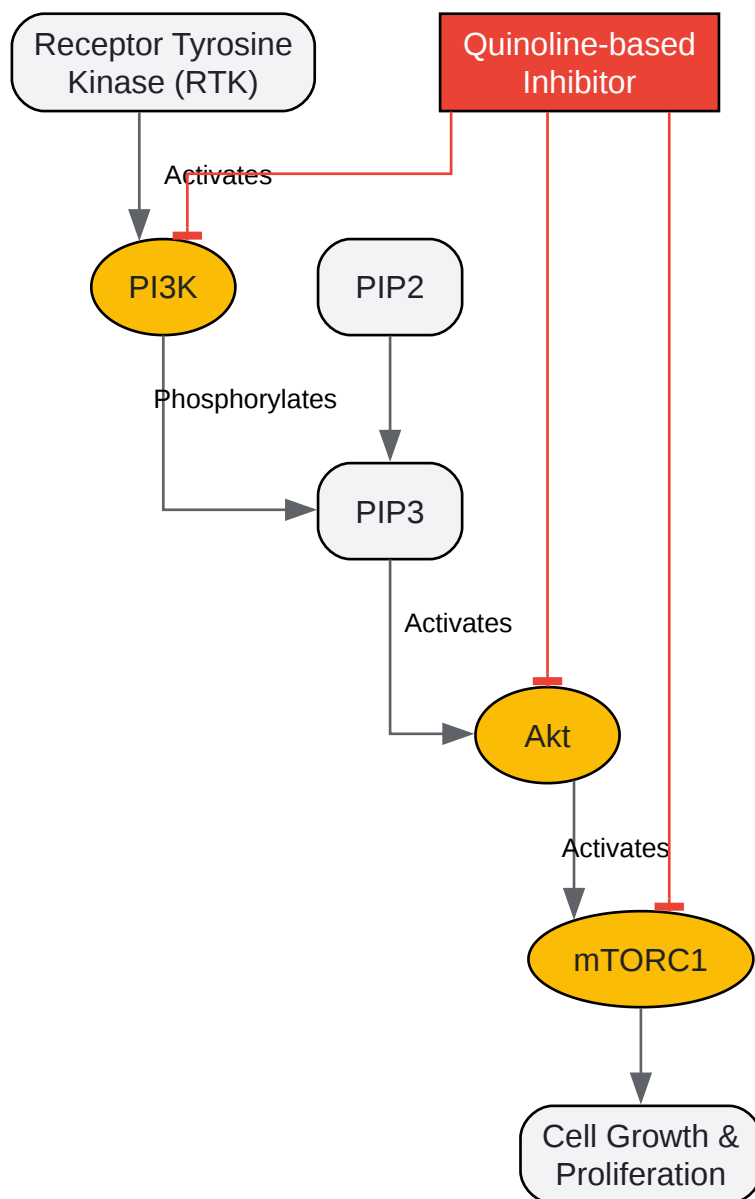 Receptor Tyrosine
Kinase (RTK)
Quinoline-based
Inhibitor
Activates
PI3K
PIP2
Phosphorylates
PIP3
Activates
Akt
Activates
mTORC1
Cell Growth &
Proliferation